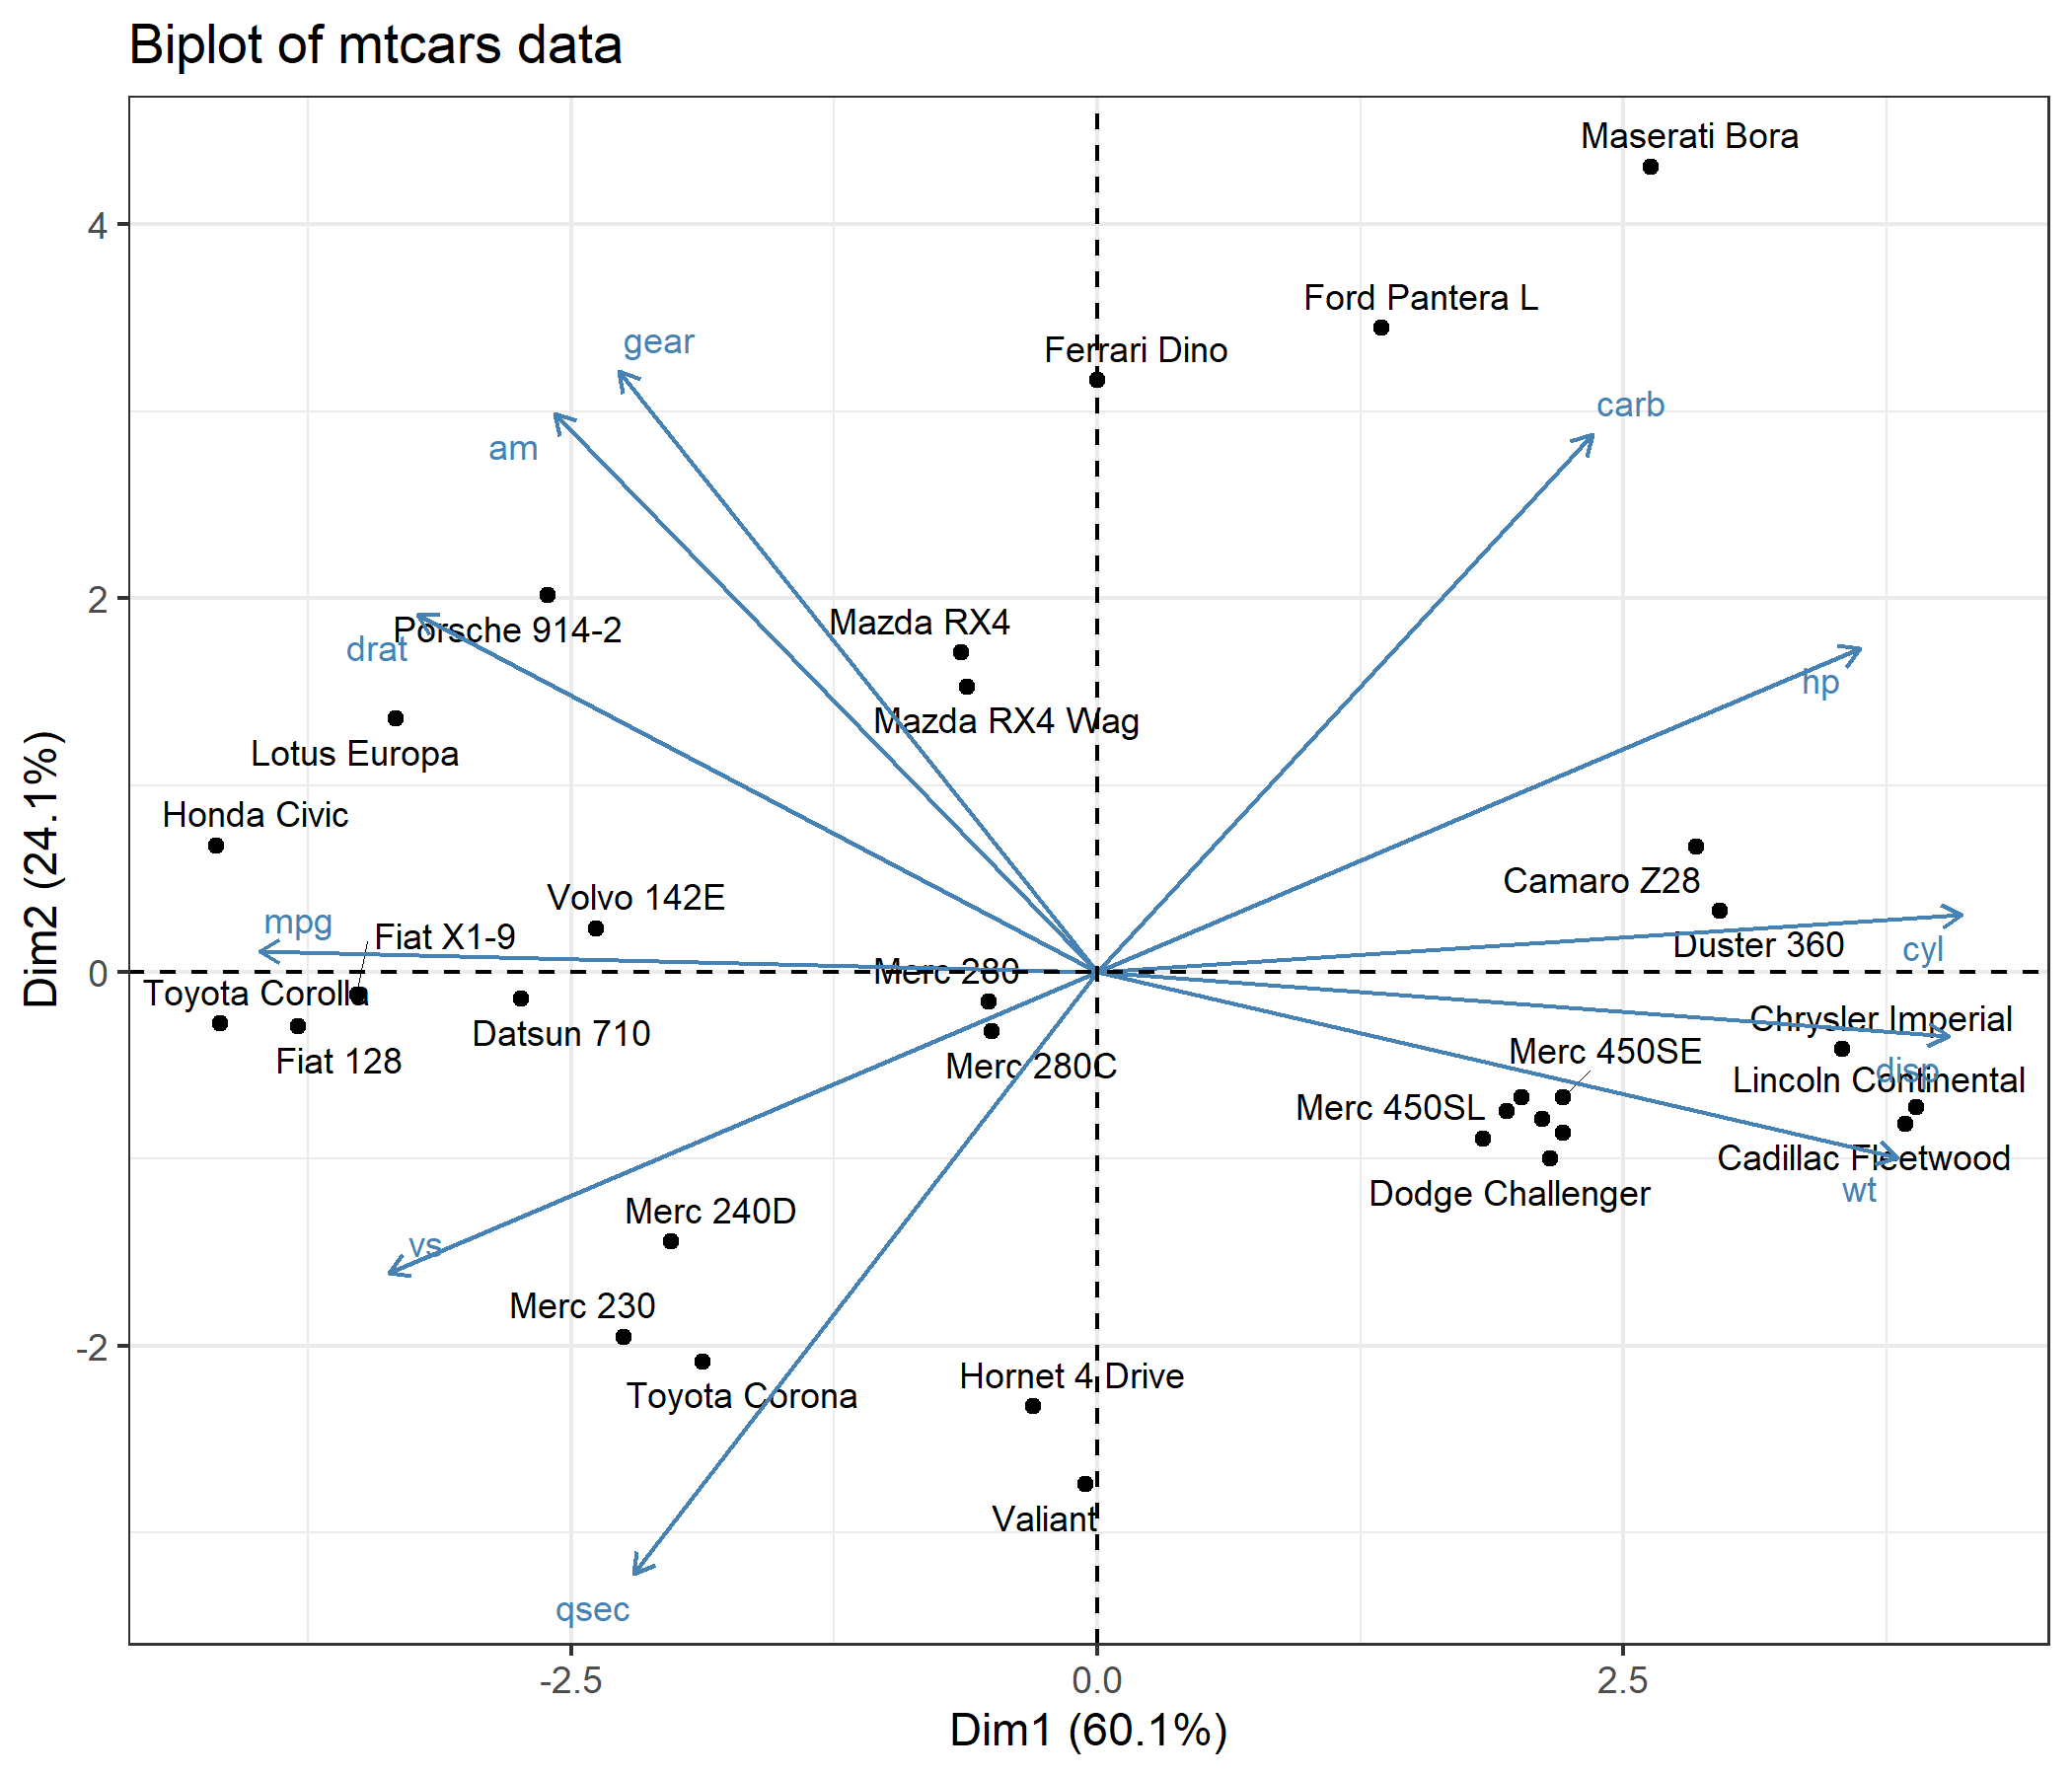 Biplot of mtcars data
Maserati Bora
4
Ford Pantera L
gear
Ferrari Dino
carb
am
2
Mazda RX4
Porsche 914-2
drat
hp
Mazda RX4 Wag
Lotus Europa
Honda Civic
Camaro Z28
Volvo 142E
mpg
Fiat X1-9
Duster 360
cyl
0
Merc 280
Toyota Corolla
Chrysler Imperial
Datsun 710
Merc 450SE
Fiat 128
Merc 280C
disp
Lincoln Continental
Merc 450SL
Cadillac Fleetwood
wt
Dodge Challenger
Merc 240D
vs
Merc 230
-2
Hornet 4 Drive
Toyota Corona
Valiant
qsec
-2.5
0.0
2.5
Dim1 (60.1%)
Dim2 (24.1%)